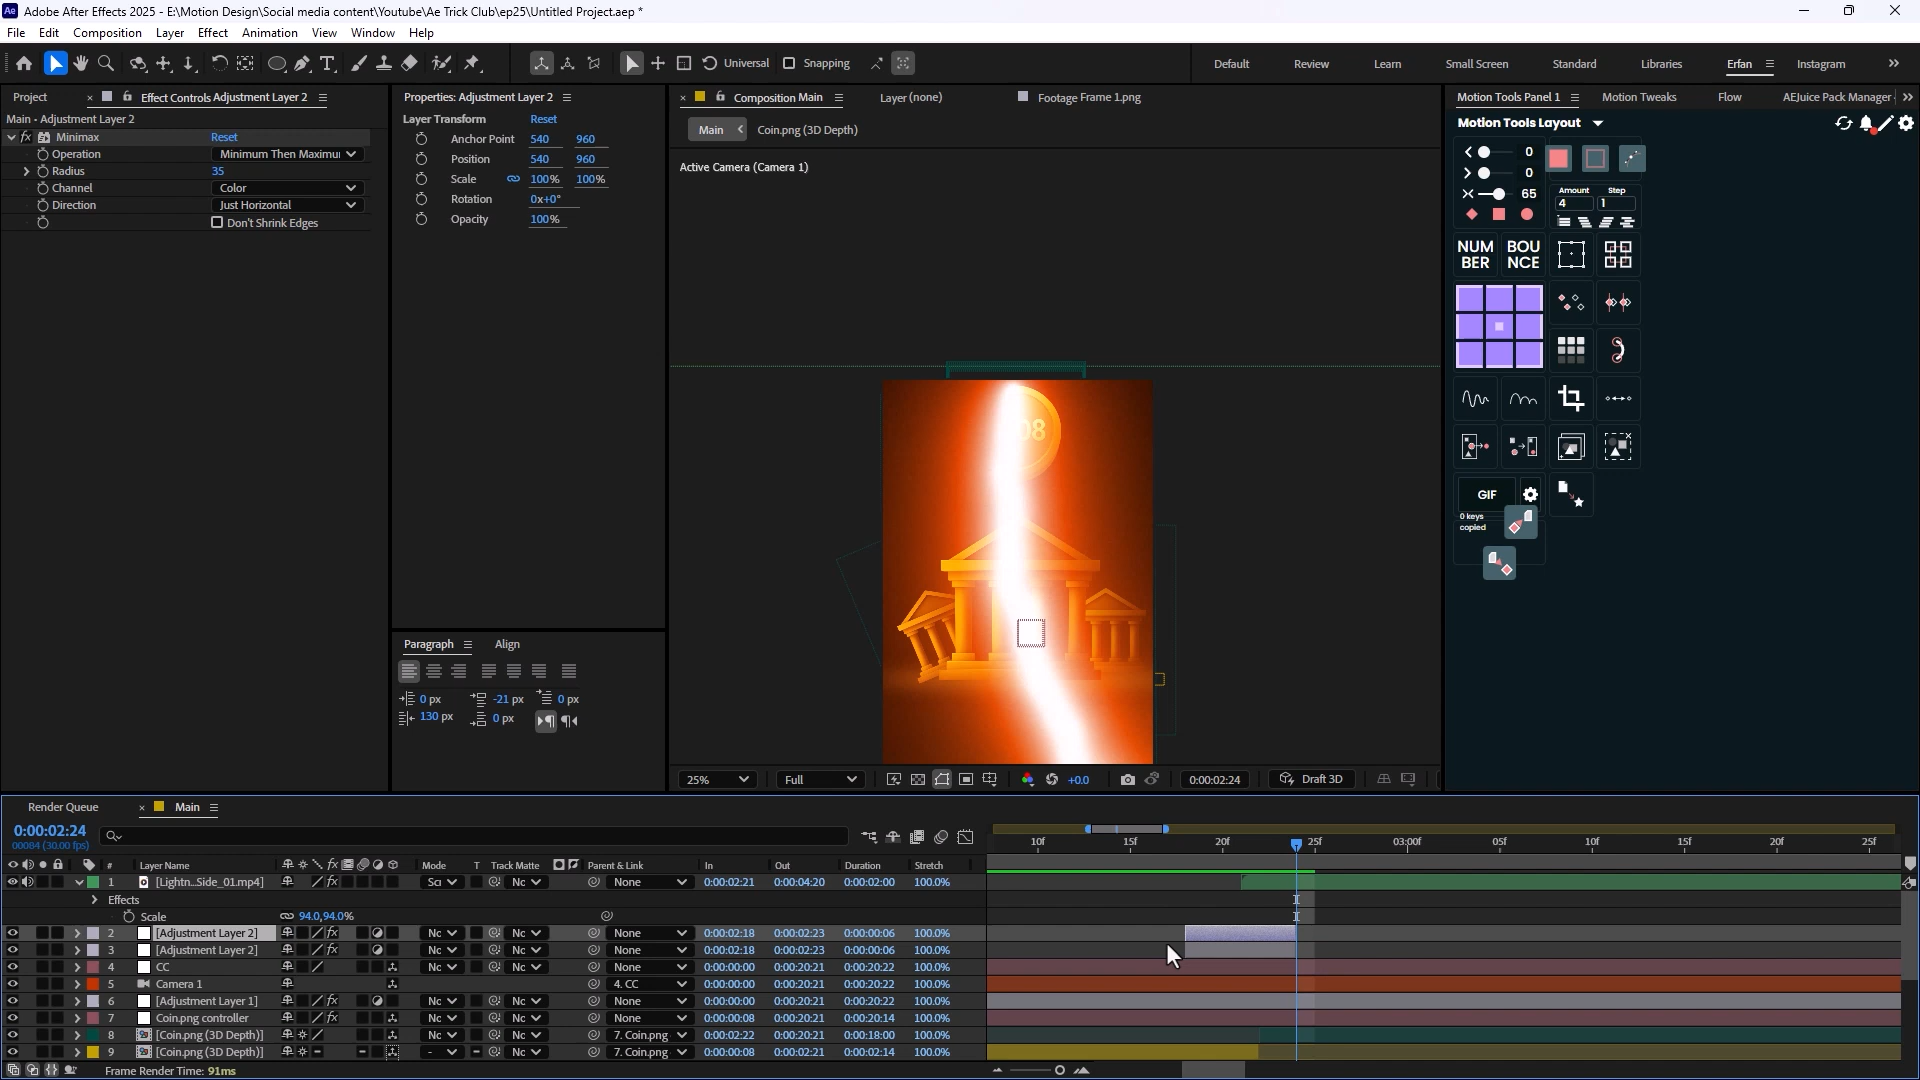 Ae Adobe After Effects 2025 - E:\Motion Design\Social media content\Youtube\Ae Trick Club\ep25\Untitled Project.aep *
File Edit Composition Layer Effect Animation View Window Help
Universal Snapping Default Review Learn Small Screen Standard Libraries Erfan Instagram
Project Effect Controls Adjustment Layer 2
Main - Adjustment Layer 2
fx Minimax Reset
Operation Minimum Then Maximu
Radius 35
Channel Color
Direction Just Horizontal
Don't Shrink Edges
Properties: Adjustment Layer 2
Layer Transform Reset
Anchor Point 540 960
Position 540 960
Scale 100% 100%
Rotation 0x+0°
Opacity 100%
Paragraph Align
0 px -21 px 0 px
130 px 0 px
Composition Main Layer (none) Footage Frame 1.png
Main Coin.png (3D Depth)
Active Camera (Camera 1)
08
25% Full +0.0 0:00:02:24 Draft 3D
Motion Tools Panel 1 Motion Tweaks Flow AEJuice Pack Manager
Motion Tools Layout
0
0
65
Amount Step
4 1
NUM
BER
BOU
NCE
GIF
0 keys
copied
Render Queue Main
0:00:02:24
00084 (30.00 fps)
# Layer Name Mode T Track Matte Parent & Link In Out Duration Stretch
1 [Lightn...Side_01.mp4] Scr Nc None 0:00:02:21 0:00:04:20 0:00:02:00 100.0%
Effects
Scale 94.0,94.0%
2 [Adjustment Layer 2] Nc Nc None 0:00:02:18 0:00:02:23 0:00:00:06 100.0%
3 [Adjustment Layer 2] Nc Nc None 0:00:02:18 0:00:02:23 0:00:00:06 100.0%
4 CC Nc Nc None 0:00:00:00 0:00:20:21 0:00:20:22 100.0%
5 Camera 1 4. CC 0:00:00:00 0:00:20:21 0:00:20:22 100.0%
6 [Adjustment Layer 1] Nc Nc None 0:00:00:00 0:00:20:21 0:00:20:22 100.0%
7 Coin.png controller Nc Nc None 0:00:00:08 0:00:20:21 0:00:20:14 100.0%
8 [Coin.png (3D Depth)] Nc Nc 7. Coin.png 0:00:02:22 0:00:20:21 0:00:18:00 100.0%
9 [Coin.png (3D Depth)] - Nc 7. Coin.png 0:00:00:08 0:00:02:21 0:00:02:14 100.0%
10f 15f 20f 25f 03:00f 05f 10f 15f 20f 25f
Frame Render Time: 91ms